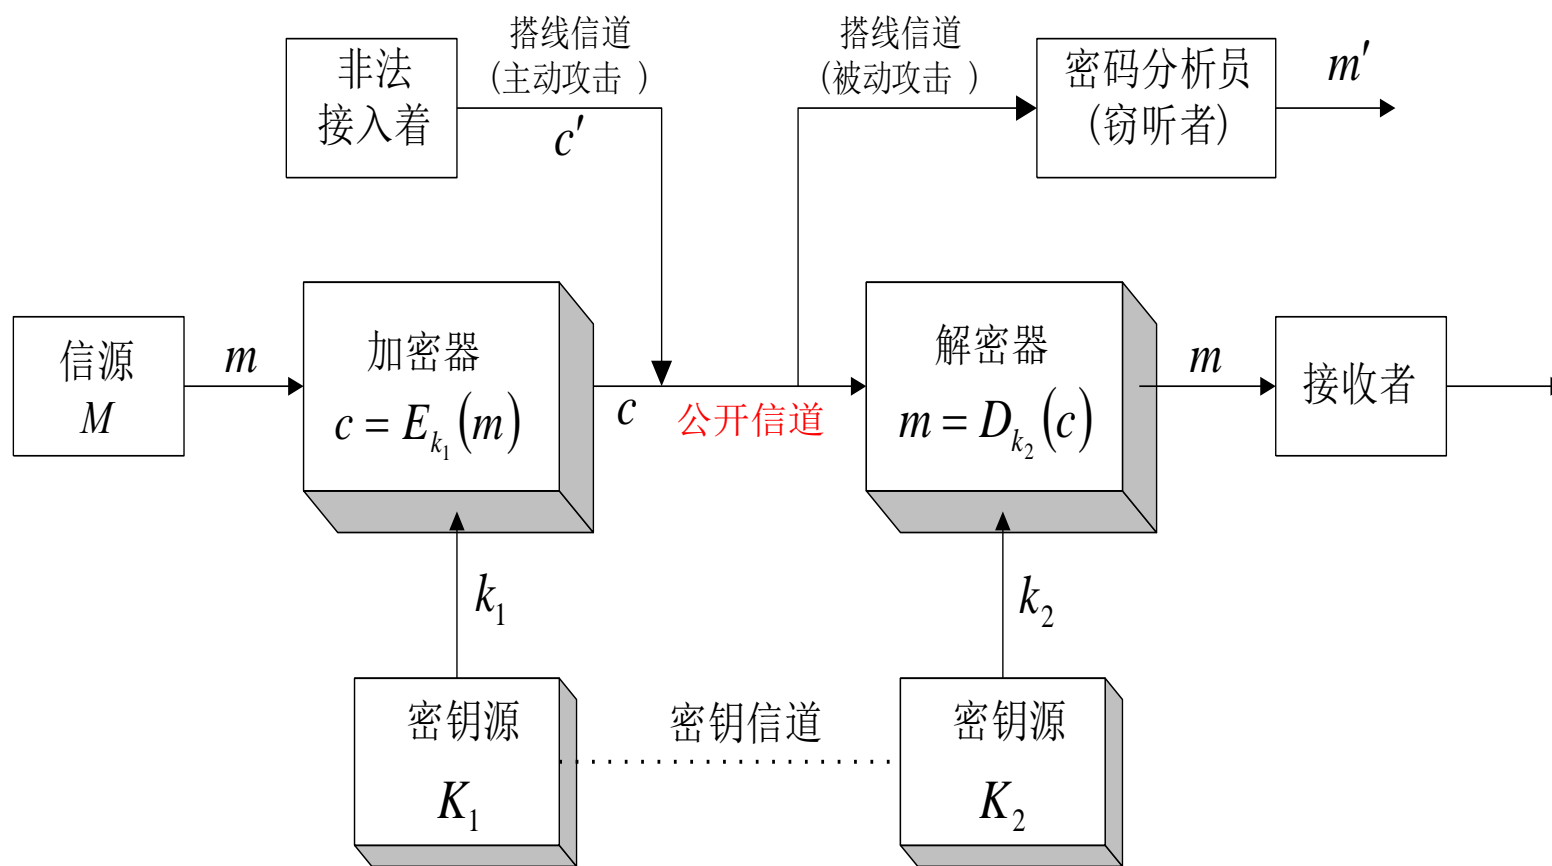 非法
接入着
搭线信道
(主动攻击 )
c'
搭线信道
(被动攻击 )
密码分析员
(窃听者)
m'
信源
M
m
加密器
c = E_{k_1}(m)
c
公开信道
解密器
m = D_{k_2}(c)
m
接收者
k_1
k_2
密钥源
K_1
密钥信道
密钥源
K_2